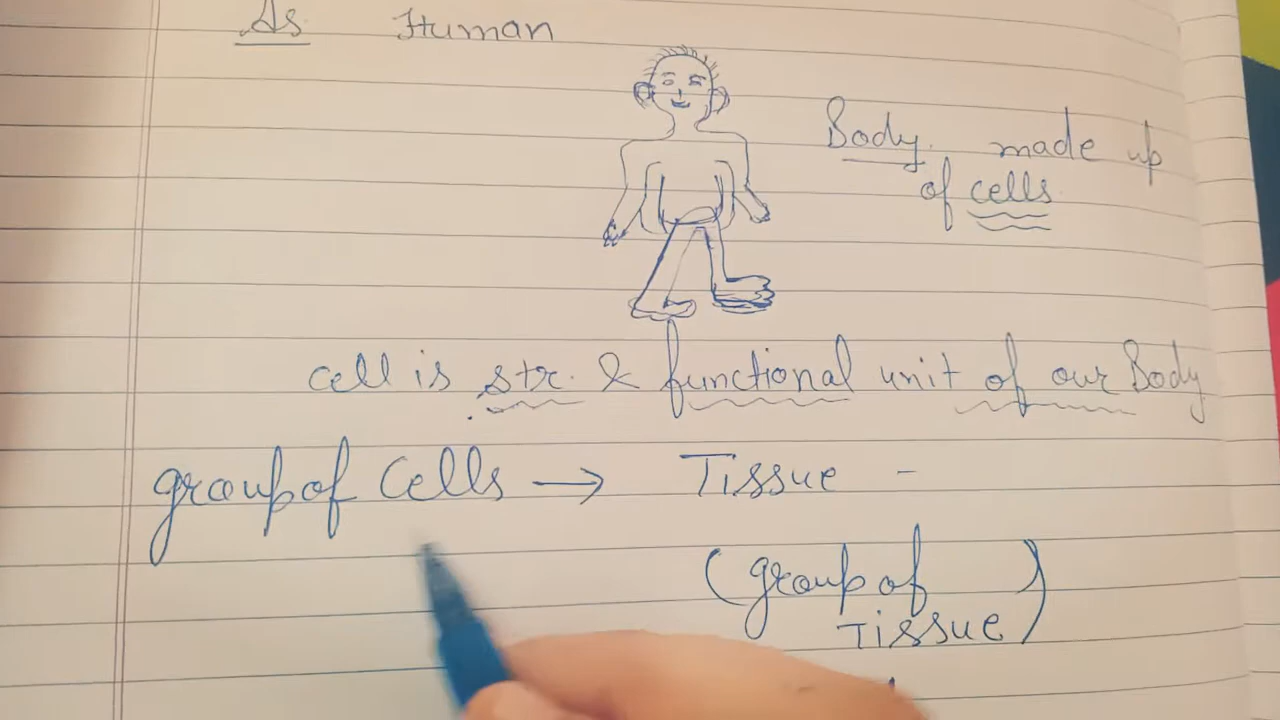 As Human
Body made up
of cells
cell is str. & functional unit of our Body
group of Cells → Tissue -
(group of
Tissue)